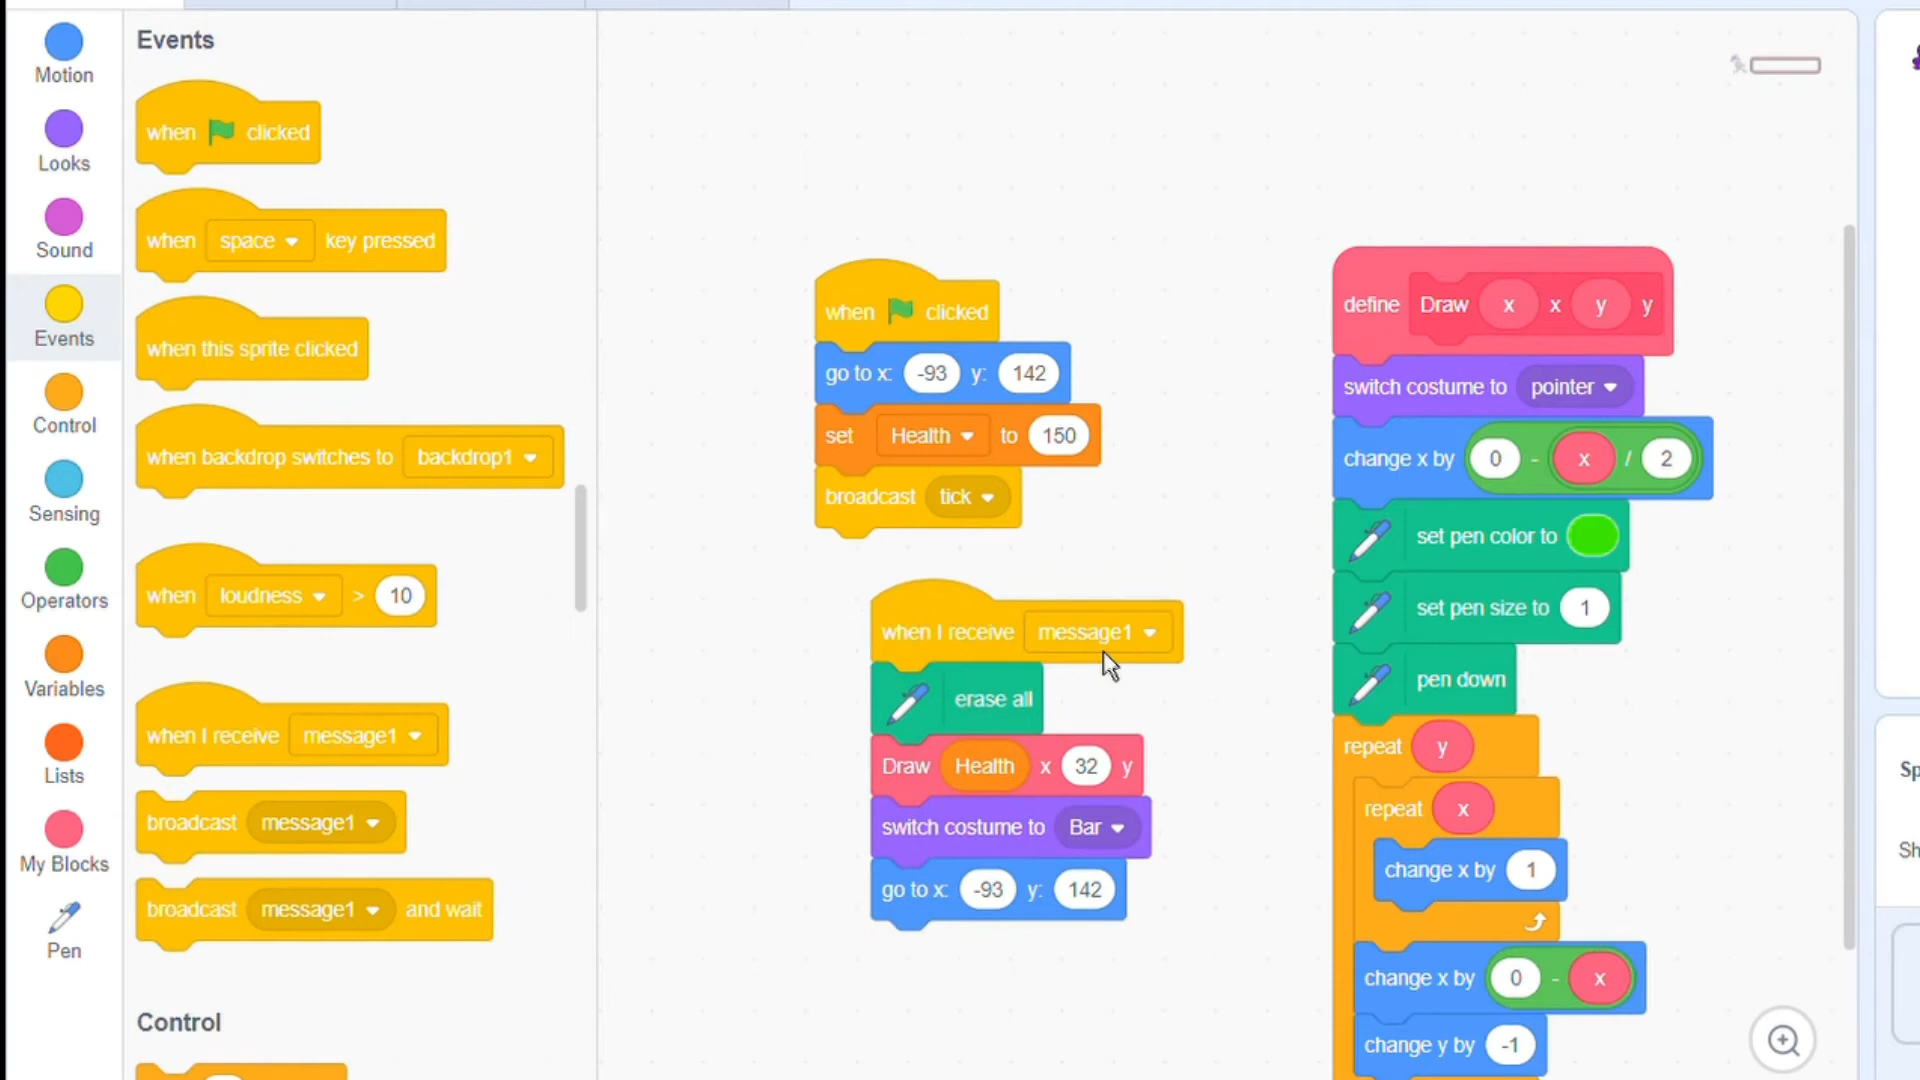 Motion
Looks
Sound
Events
Control
Sensing
Operators
Variables
Lists
My Blocks
Pen
Events
when clicked
when space key pressed
when this sprite clicked
when backdrop switches to backdrop1
when loudness > 10
when I receive message1
broadcast message1
broadcast message1 and wait
Control
when clicked
go to x: -93 y: 142
set Health to 150
broadcast tick
when I receive message1
erase all
Draw Health x 32 y
switch costume to Bar
go to x: -93 y: 142
define Draw x x y y
switch costume to pointer
change x by 0 - x / 2
set pen color to
set pen size to 1
pen down
repeat y
repeat x
change x by 1
change x by 0 - x
change y by -1
Sp
Sh